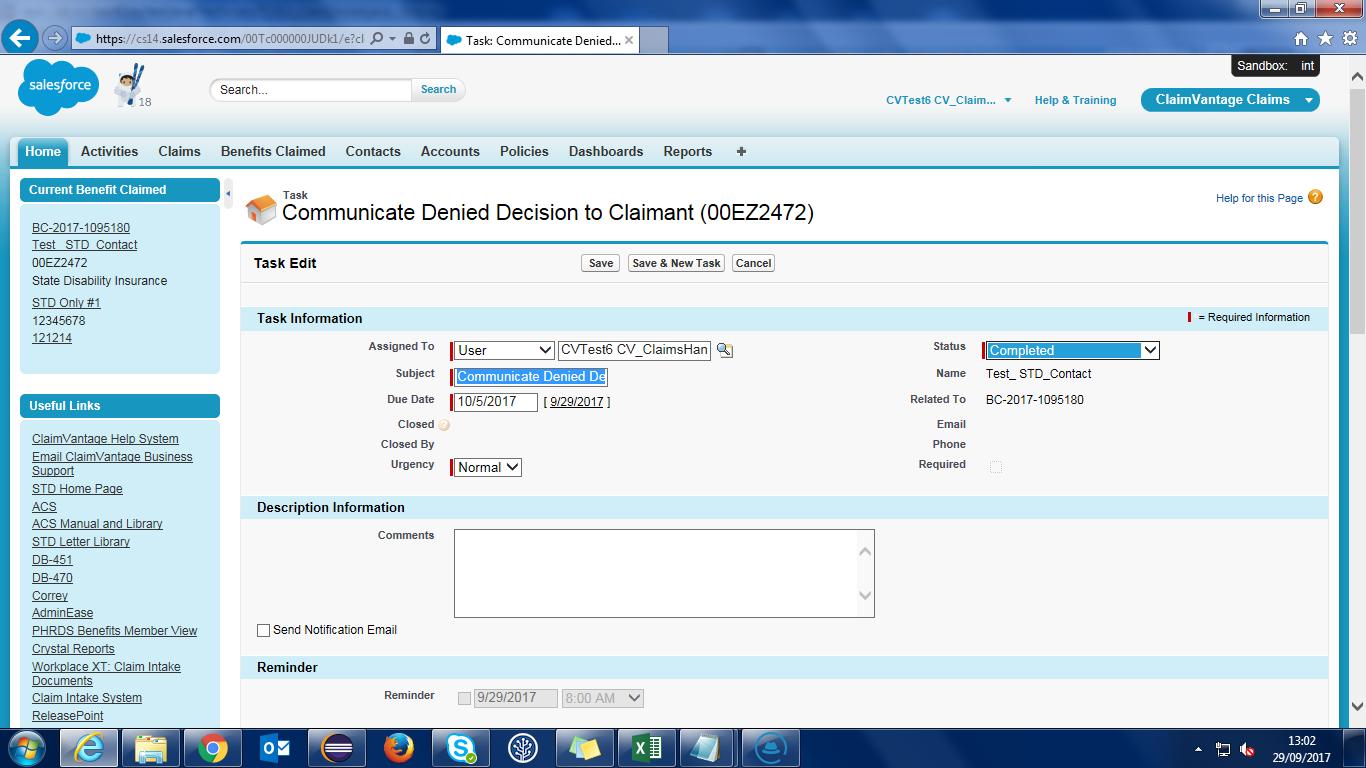 https://cs14.salesforce.com/00Tc000000JUDk1/e?cl
Task: Communicate Denied...
Sandbox: int
salesforce
18
Search...
Search
CVTest6 CV_Claim...
Help & Training
ClaimVantage Claims
Home Activities Claims Benefits Claimed Contacts Accounts Policies Dashboards Reports +
Current Benefit Claimed
BC-2017-1095180
Test_ STD_Contact
00EZ2472
State Disability Insurance
STD Only #1
12345678
121214
Useful Links
ClaimVantage Help System
Email ClaimVantage Business
Support
STD Home Page
ACS
ACS Manual and Library
STD Letter Library
DB-451
DB-470
Correy
AdminEase
PHRDS Benefits Member View
Crystal Reports
Workplace XT: Claim Intake
Documents
Claim Intake System
ReleasePoint
Task
Communicate Denied Decision to Claimant (00EZ2472)
Help for this Page
Task Edit
Save
Save & New Task
Cancel
Task Information
= Required Information
Assigned To User CVTest6 CV_ClaimsHan
Status Completed
Subject Communicate Denied De
Name Test_ STD_Contact
Due Date 10/5/2017 [ 9/29/2017 ]
Related To BC-2017-1095180
Closed
Email
Closed By
Phone
Urgency Normal
Required
Description Information
Comments
Send Notification Email
Reminder
Reminder 9/29/2017 8:00 AM
13:02
29/09/2017